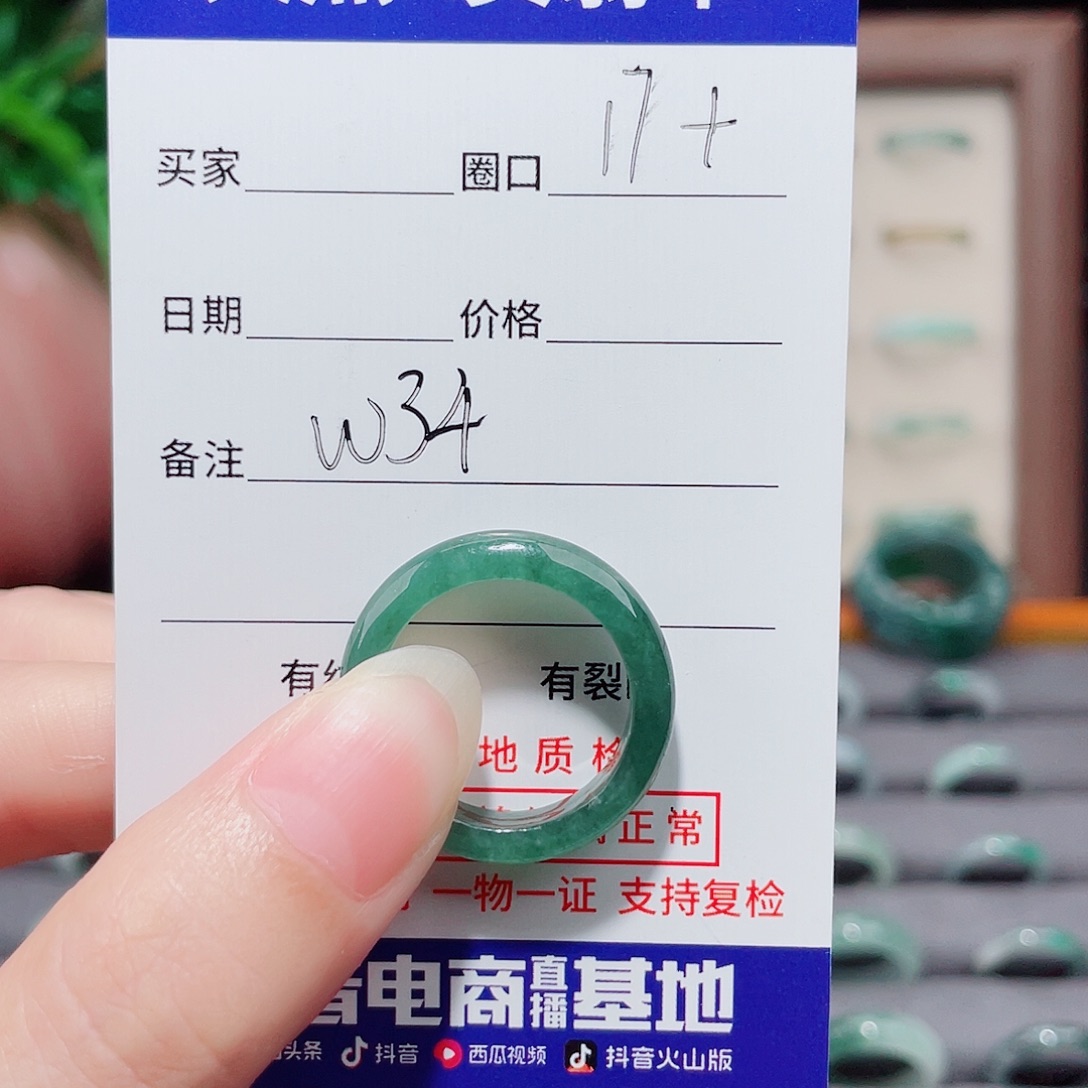 买家 圈口 17+
日期 价格
备注 W34
有 有裂
地质检
正常
一物一证 支持复检
电商直播基地
头条 抖音 西瓜视频 抖音火山版